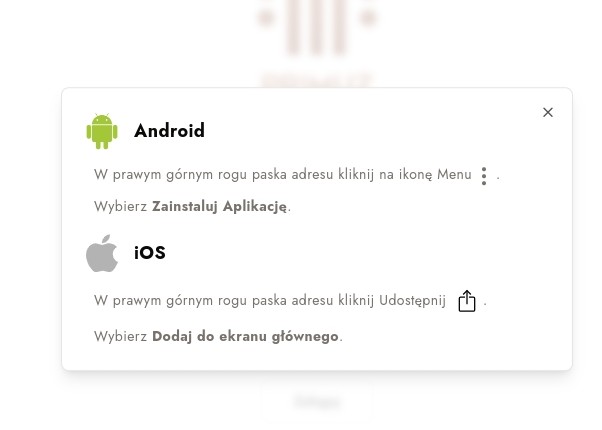 Android
W prawym górnym rogu paska adresu kliknij na ikonę Menu .
Wybierz Zainstaluj Aplikację.
iOS
W prawym górnym rogu paska adresu kliknij Udostępnij .
Wybierz Dodaj do ekranu głównego.